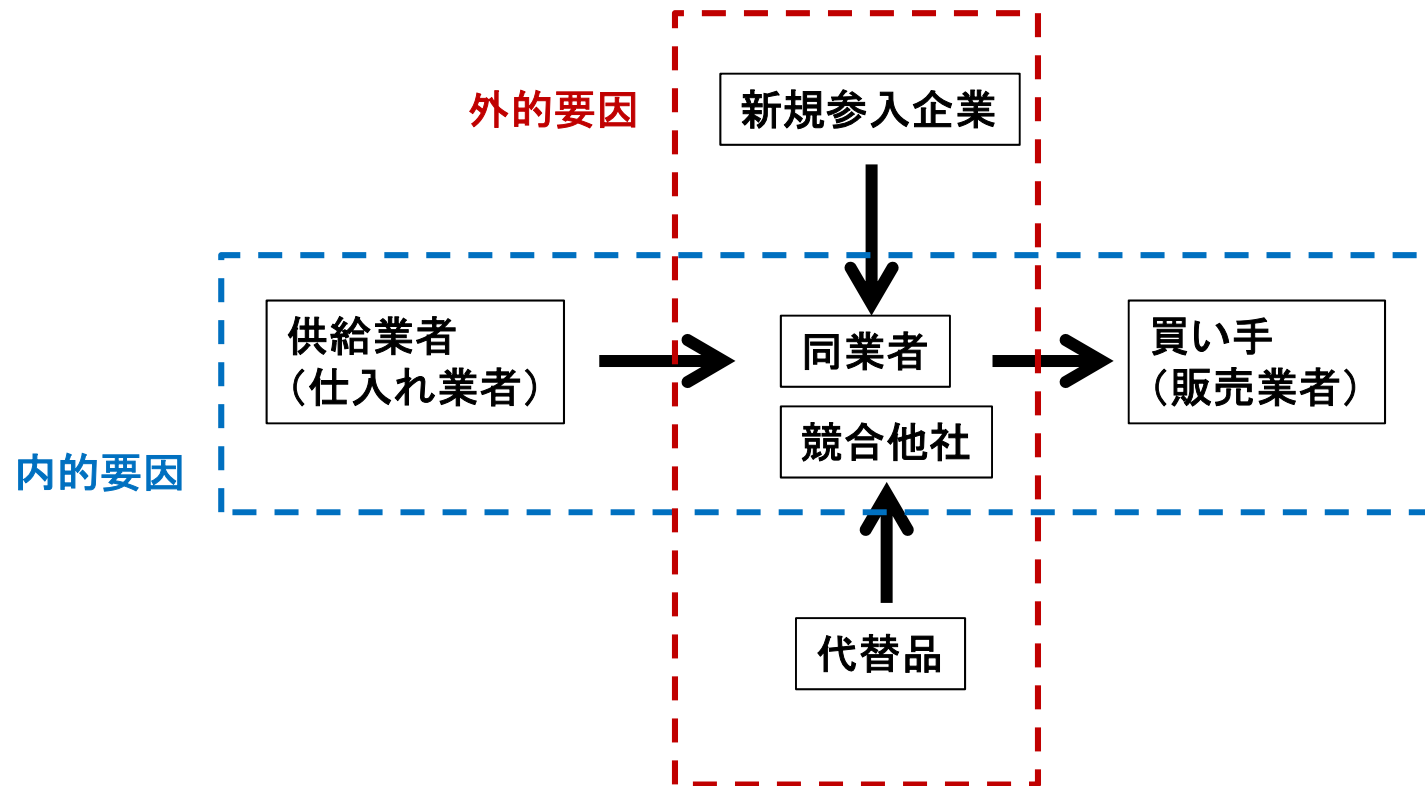 外的要因
新規参入企業
供給業者
（仕入れ業者）
同業者
買い手
（販売業者）
競合他社
内的要因
代替品